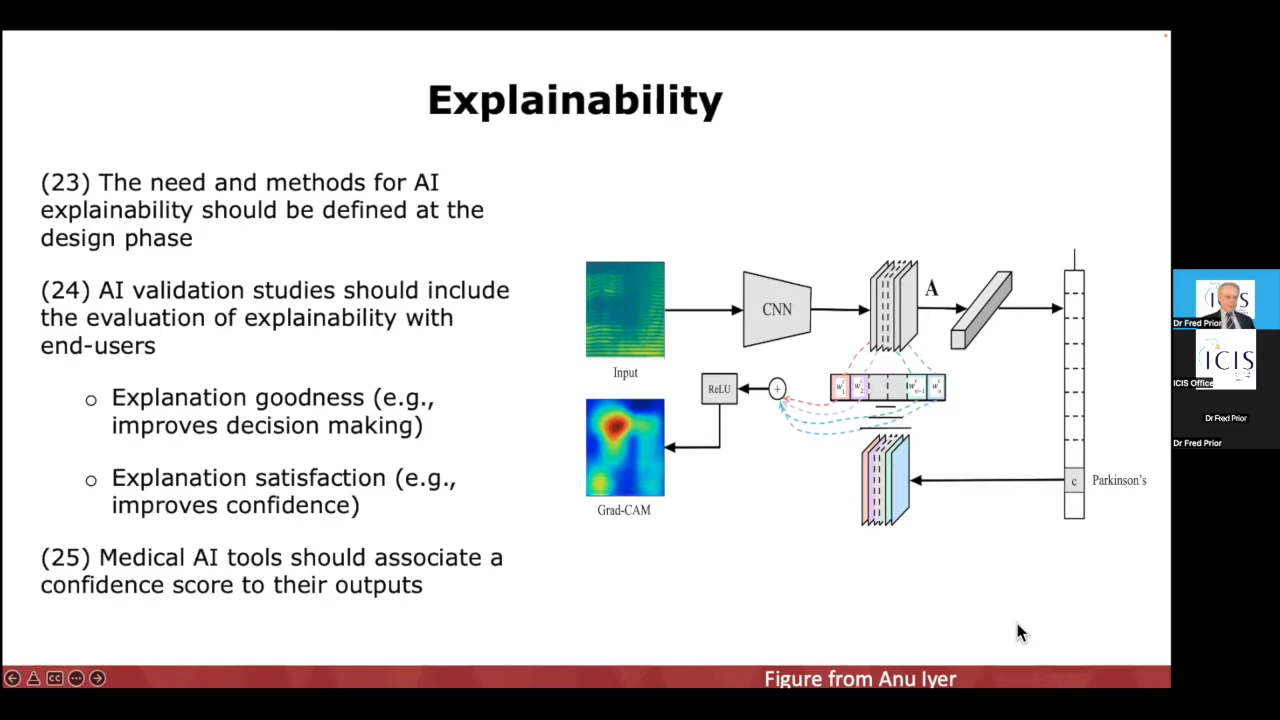 Explainability
(23) The need and methods for AI
explainability should be defined at the
design phase
(24) AI validation studies should include
the evaluation of explainability with
end-users
o Explanation goodness (e.g.,
improves decision making)
o Explanation satisfaction (e.g.,
improves confidence)
(25) Medical AI tools should associate a
confidence score to their outputs
Input
CNN
A
ReLU
+
Grad-CAM
c
Parkinson's
Figure from Anu Iyer
Dr Fred Prior
ICIS
ICIS Office
Dr Fred Prior
Dr Fred Prior
CC